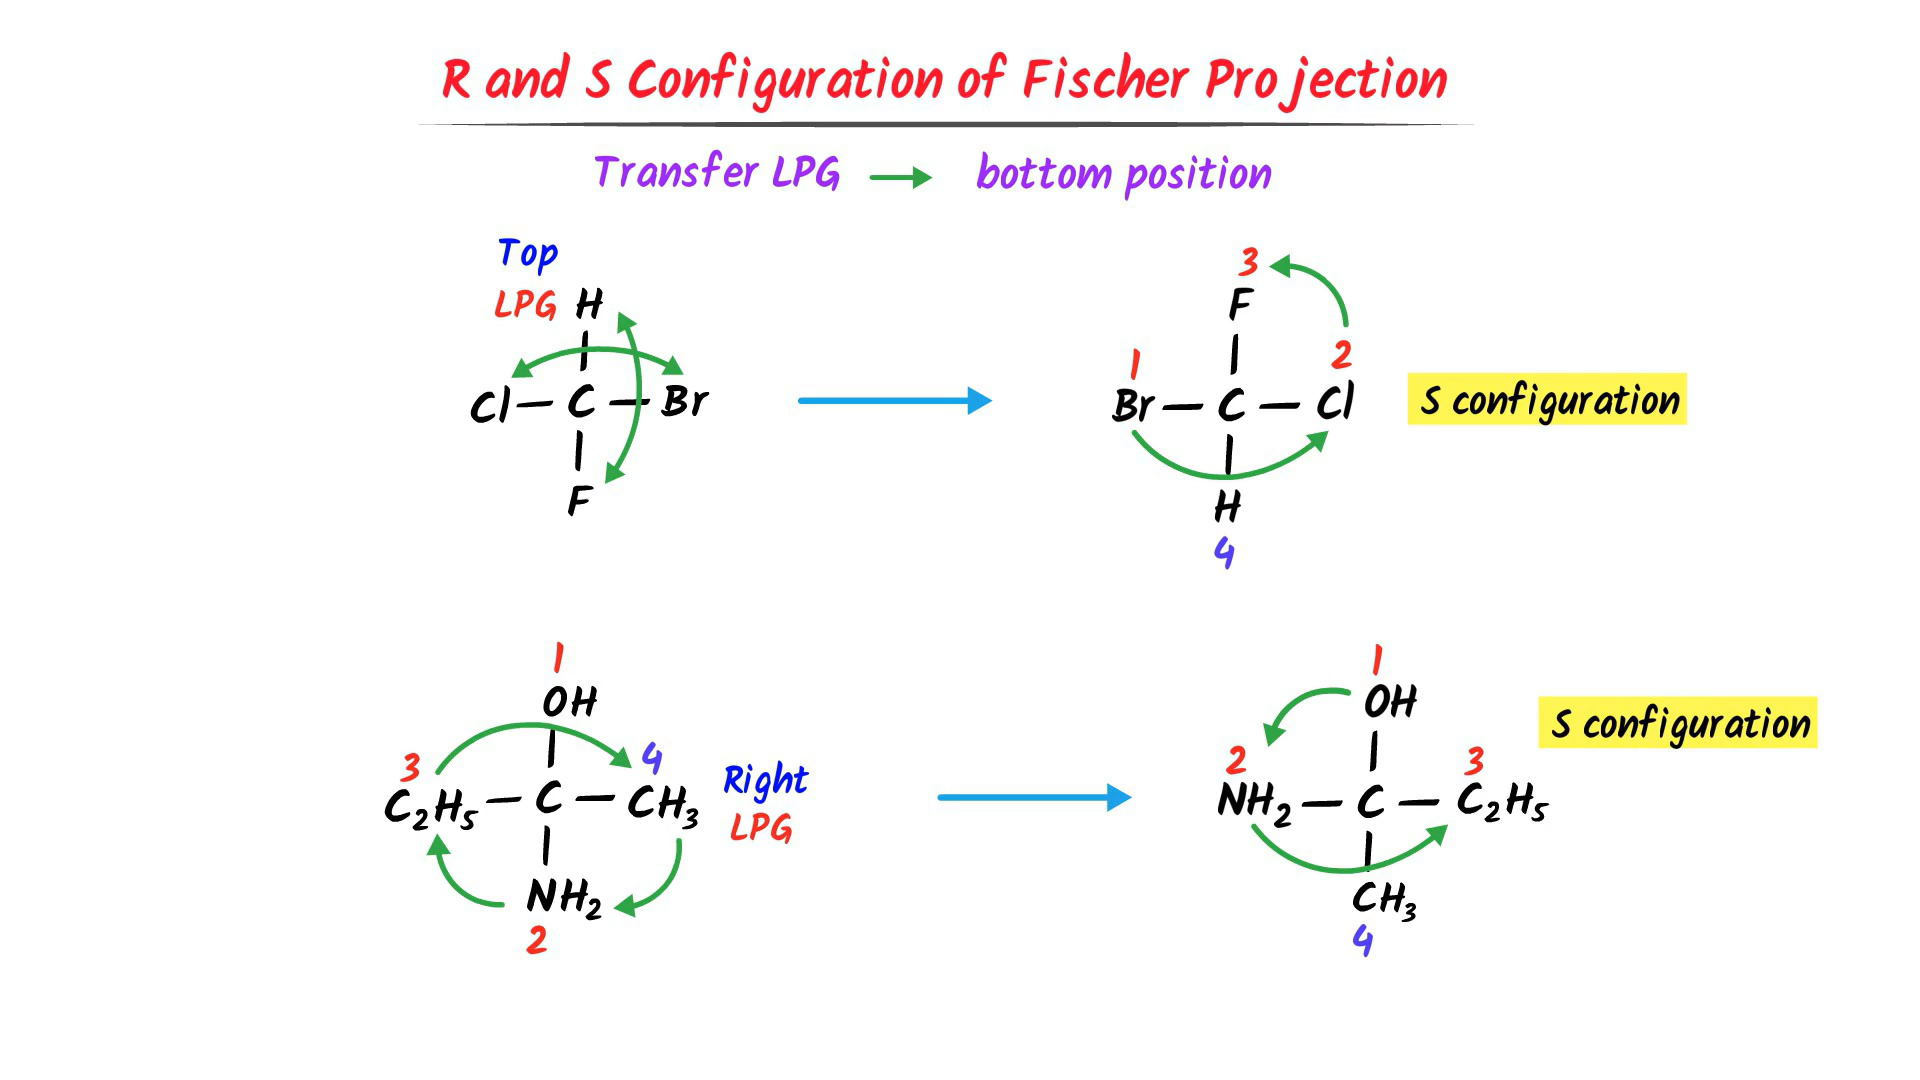 R and S Configuration of Fischer Projection
Transfer LPG → bottom position
Top
LPG H
Cl — C — Br
F
3
F
1 2
Br — C — Cl
H
4
S configuration
1
OH
3 4
C₂H₅ — C — CH₃
NH₂
2
Right
LPG
1
OH
2 3
NH₂ — C — C₂H₅
CH₃
4
S configuration